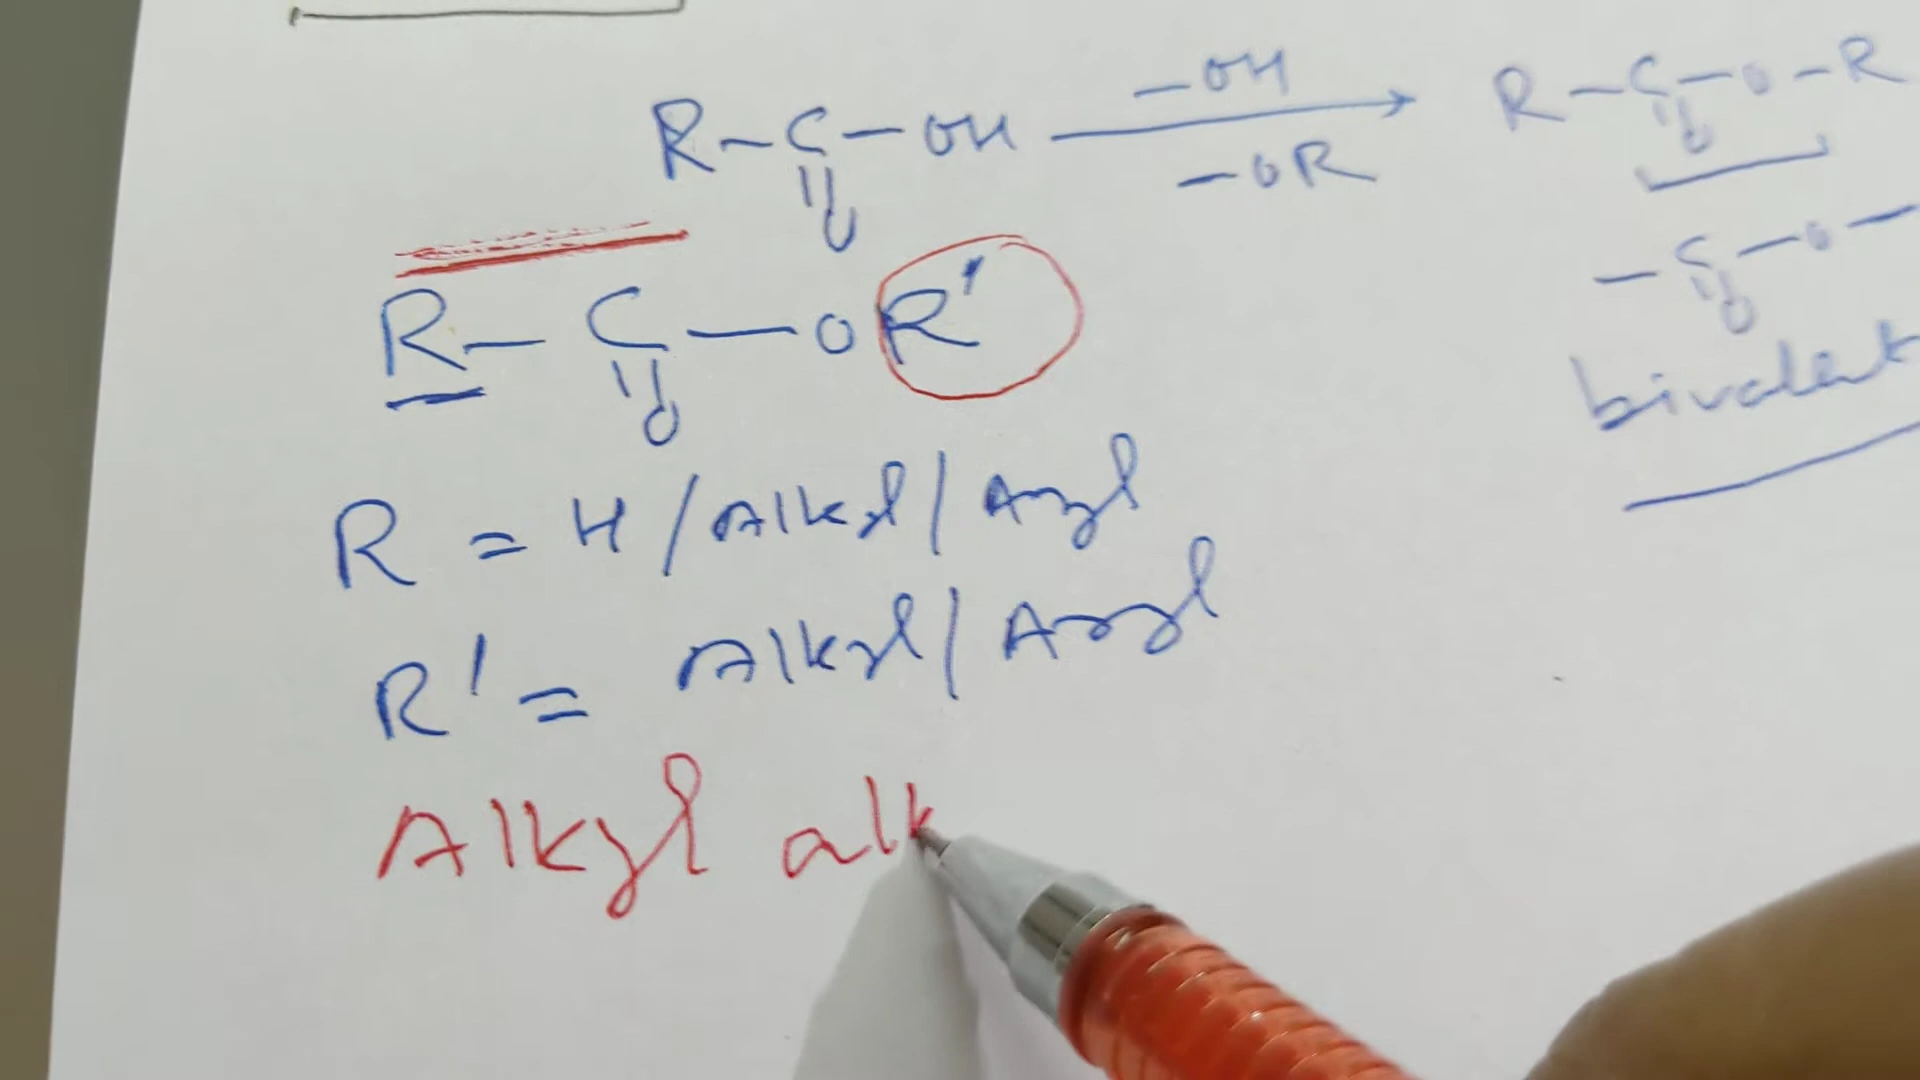 R-C-OH -OH R-C-O-R
|| -OR ||
O O
R-C-OR' -C-O-
|| ||
O O
bivalent
R = H/Alkyl/Aryl
R' = Alkyl/Aryl
Alkyl alk